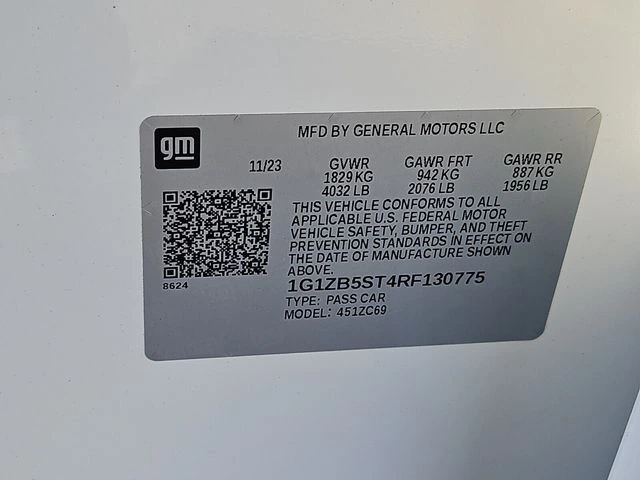 gm
MFD BY GENERAL MOTORS LLC
11/23 GVWR GAWR FRT GAWR RR
1829 KG 942 KG 887 KG
4032 LB 2076 LB 1956 LB
THIS VEHICLE CONFORMS TO ALL
APPLICABLE U.S. FEDERAL MOTOR
VEHICLE SAFETY, BUMPER, AND THEFT
PREVENTION STANDARDS IN EFFECT ON
THE DATE OF MANUFACTURE SHOWN
ABOVE.
8624
1G1ZB5ST4RF130775
TYPE: PASS CAR
MODEL: 451ZC69